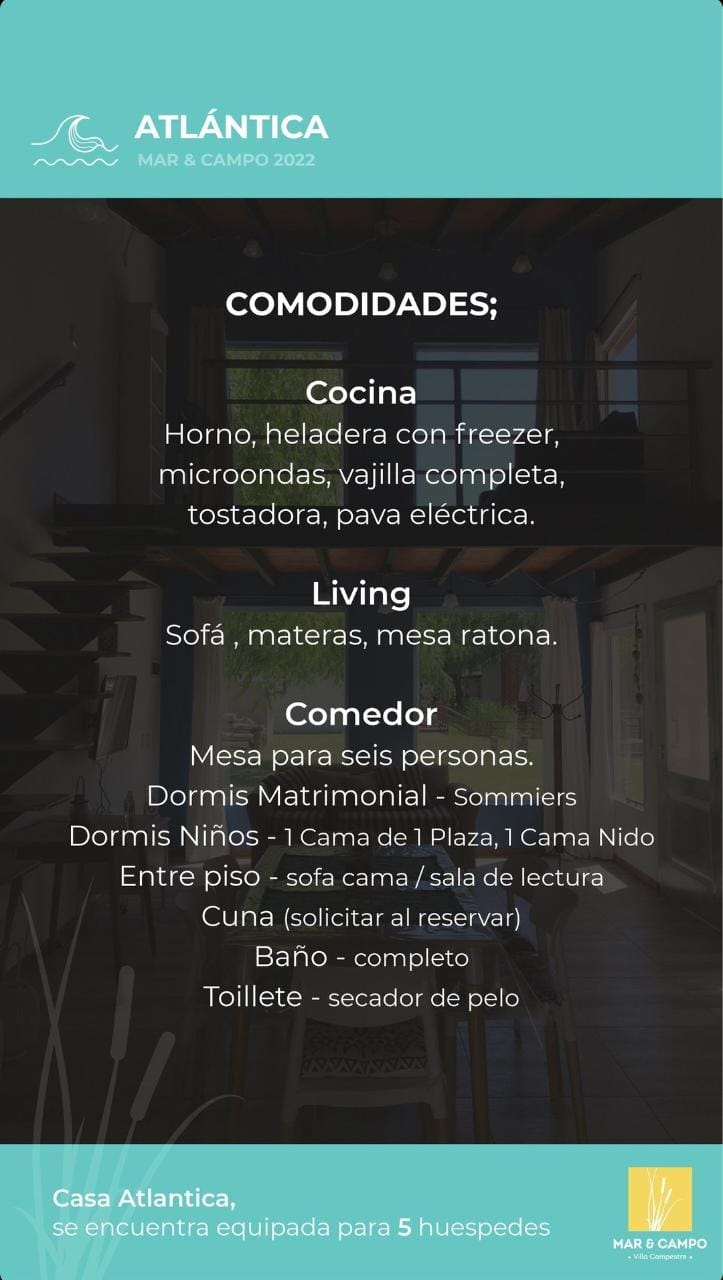 ATLÁNTICA
MAR & CAMPO 2022
COMODIDADES;
Cocina
Horno, heladera con freezer,
microondas, vajilla completa,
tostadora, pava eléctrica.
Living
Sofá , materas, mesa ratona.
Comedor
Mesa para seis personas.
Dormis Matrimonial - Sommiers
Dormis Niños - 1 Cama de 1 Plaza, 1 Cama Nido
Entre piso - sofa cama / sala de lectura
Cuna (solicitar al reservar)
Baño - completo
Toillete - secador de pelo
Casa Atlantica,
se encuentra equipada para 5 huespedes
MAR & CAMPO
• Villa Campestre •